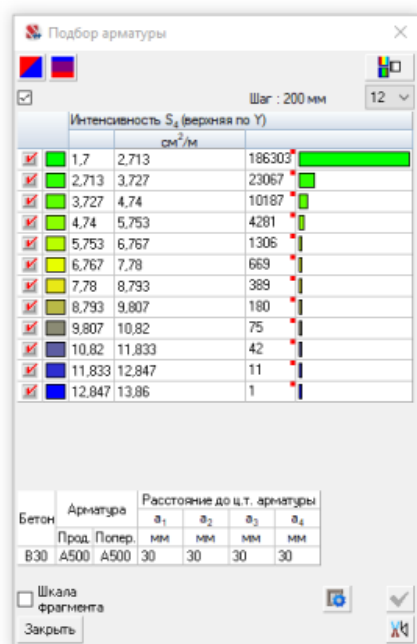 Подбор арматуры
Шаг : 200 мм 12
Интенсивность S4 (верхняя по Y)
см²/м
1,7 2,713 186303
2,713 3,727 23067
3,727 4,74 10187
4,74 5,753 4281
5,753 6,767 1306
6,767 7,78 669
7,78 8,793 389
8,793 9,807 180
9,807 10,82 75
10,82 11,833 42
11,833 12,847 11
12,847 13,86 1
Бетон Арматура Расстояние до ц.т. арматуры
a1 a2 a3 a4
Прод. Попер. мм мм мм мм
B30 A500 A500 30 30 30 30
Шкала
фрагмента
Закрыть